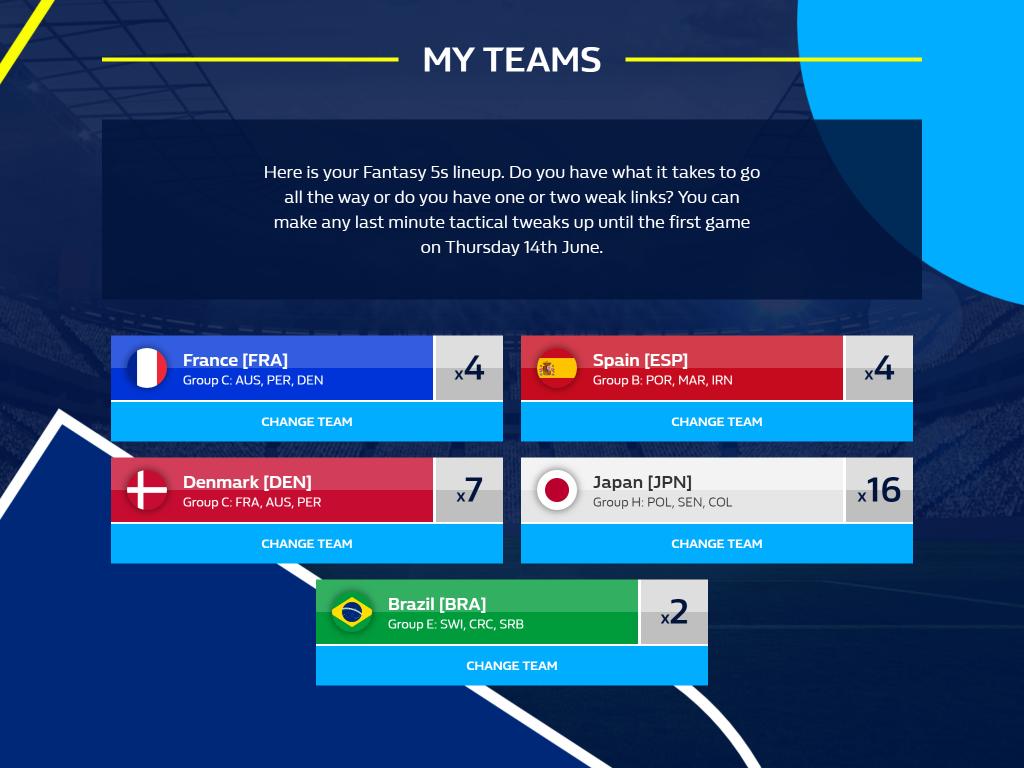 MY TEAMS
Here is your Fantasy 5s lineup. Do you have what it takes to go
all the way or do you have one or two weak links? You can
make any last minute tactical tweaks up until the first game
on Thursday 14th June.
France [FRA]
Group C: AUS, PER, DEN
x4
CHANGE TEAM
Spain [ESP]
Group B: POR, MAR, IRN
x4
CHANGE TEAM
Denmark [DEN]
Group C: FRA, AUS, PER
x7
CHANGE TEAM
Japan [JPN]
Group H: POL, SEN, COL
x16
CHANGE TEAM
Brazil [BRA]
Group E: SWI, CRC, SRB
x2
CHANGE TEAM